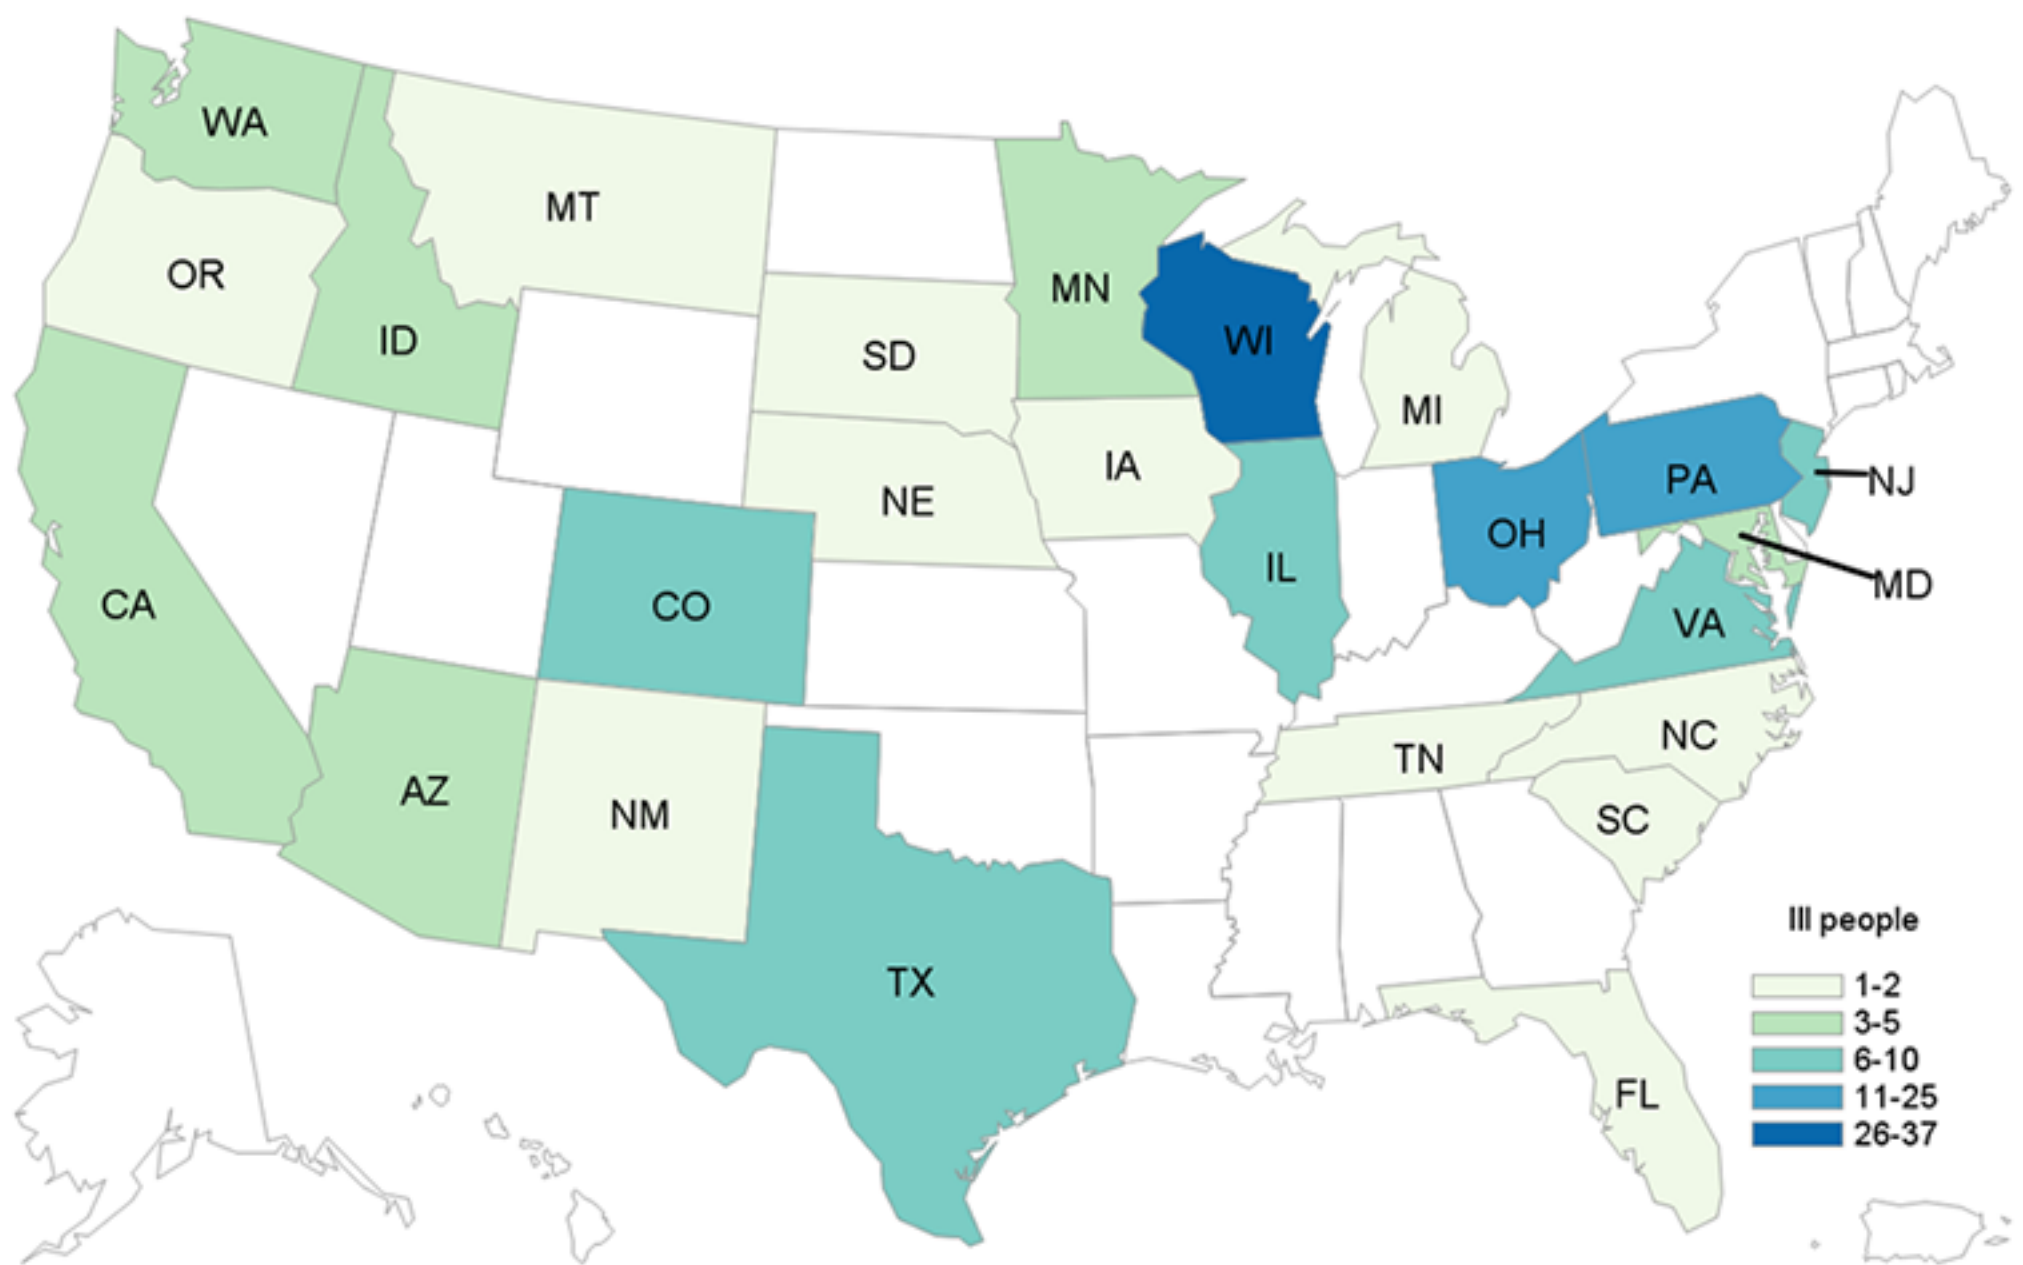 WA
MT
OR
ID
MN
WI
SD
MI
IA
NE
PA
NJ
OH
IL
MD
CA
CO
VA
NC
TN
AZ
NM
SC
TX
FL
Ill people
1-2
3-5
6-10
11-25
26-37